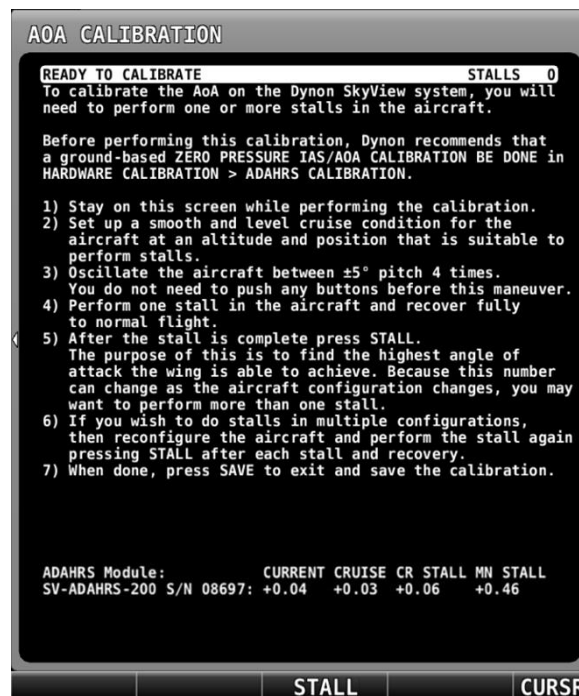 AOA CALIBRATION
READY TO CALIBRATE STALLS 0
To calibrate the AoA on the Dynon SkyView system, you will
need to perform one or more stalls in the aircraft.
Before performing this calibration, Dynon recommends that
a ground-based ZERO PRESSURE IAS/AOA CALIBRATION BE DONE in
HARDWARE CALIBRATION > ADAHRS CALIBRATION.
1) Stay on this screen while performing the calibration.
2) Set up a smooth and level cruise condition for the
aircraft at an altitude and position that is suitable to
perform stalls.
3) Oscillate the aircraft between ±5° pitch 4 times.
You do not need to push any buttons before this maneuver.
4) Perform one stall in the aircraft and recover fully
to normal flight.
5) After the stall is complete press STALL.
The purpose of this is to find the highest angle of
attack the wing is able to achieve. Because this number
can change as the aircraft configuration changes, you may
want to perform more than one stall.
6) If you wish to do stalls in multiple configurations,
then reconfigure the aircraft and perform the stall again
pressing STALL after each stall and recovery.
7) When done, press SAVE to exit and save the calibration.
ADAHRS Module: CURRENT CRUISE CR STALL MN STALL
SV-ADAHRS-200 S/N 08697: +0.04 +0.03 +0.06 +0.46
STALL CURSR